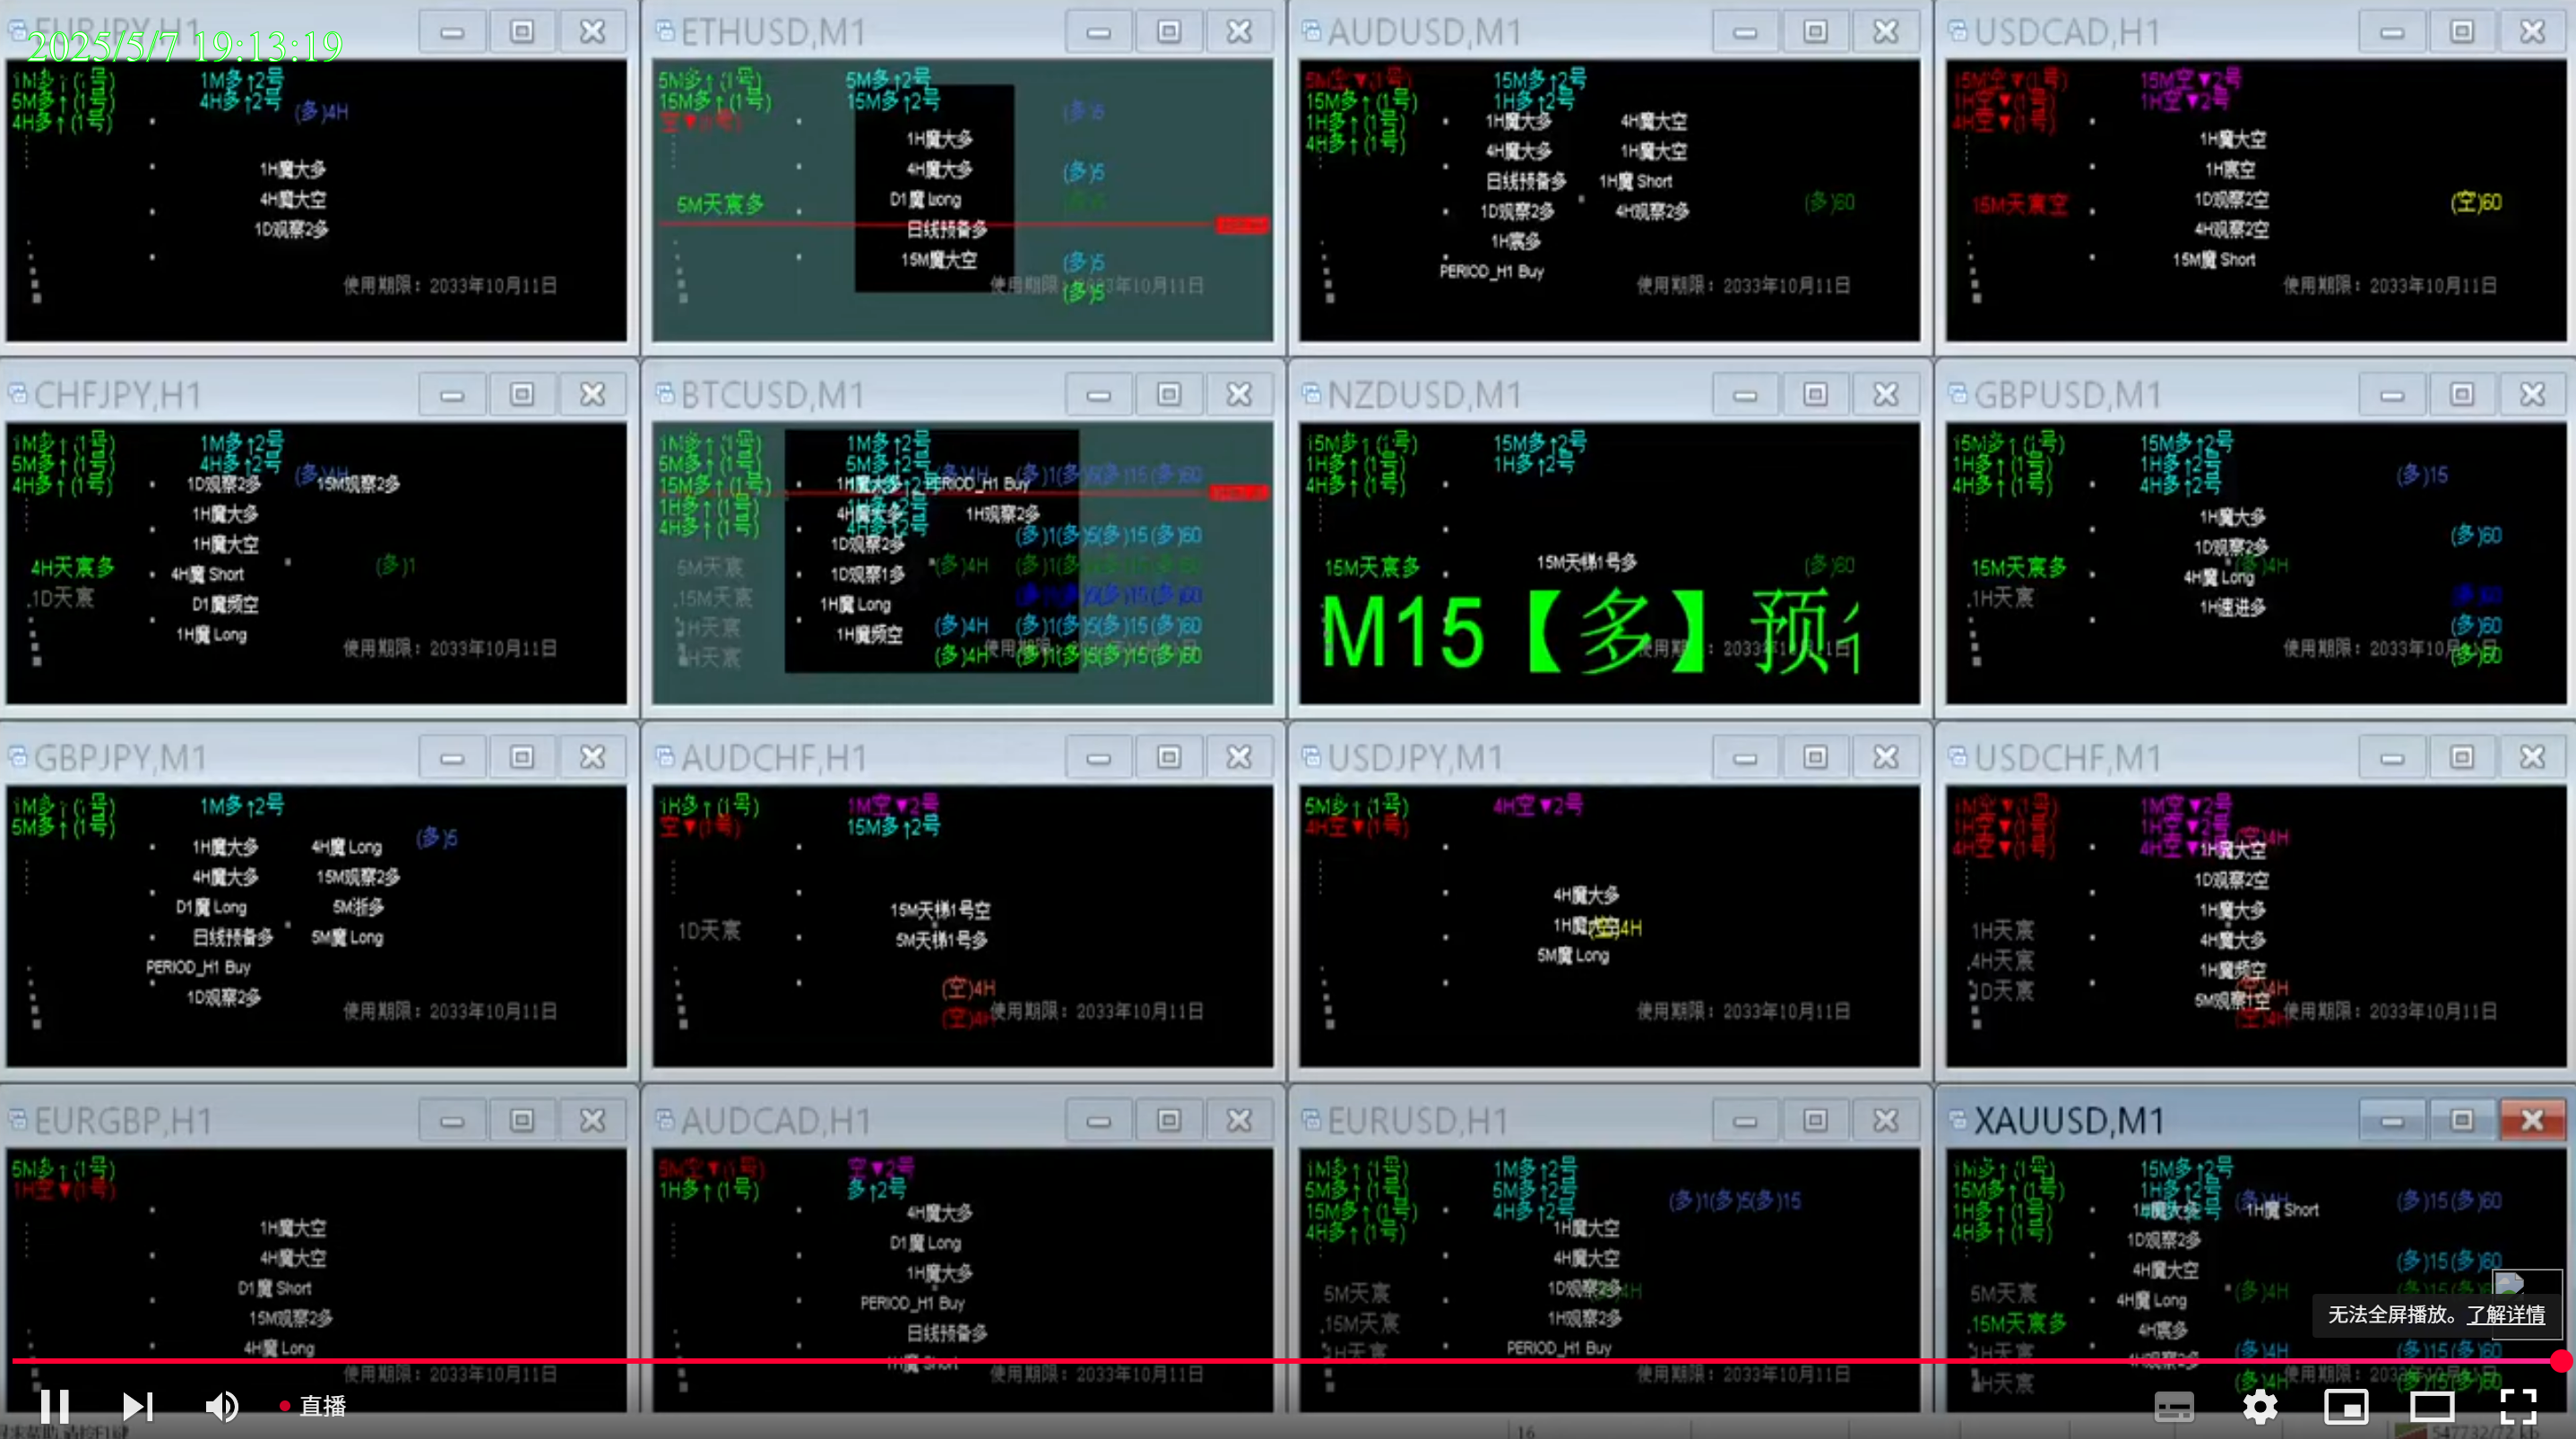 EURJPY,H1
2025/5/7 19:13:19
1M多↑(1号) 1M多↑2号
5M多↑(1号) 4H多↑2号 (多)4H
4H多↑(1号)
1H魔大多
4H魔大空
1D观察2多
使用期限：2033年10月11日
ETHUSD,M1
5M多↑(1号) 5M多↑2号
15M多↑(1号) 15M多↑2号 (多)5
空▼(1号)
1H魔大多
4H魔大多 (多)5
D1魔 Long
5M天宸多
日线预备多
15M魔大空 (多)5
使用期限：2033年10月11日
(多)5
AUDUSD,M1
5M空▼(1号) 15M多↑2号
15M多↑(1号) 1H多↑2号
1H多↑(1号) 1H魔大多 4H魔大空
4H多↑(1号) 4H魔大多 1H魔大空
日线预备多 1H魔 Short
1D观察2多 4H观察2多 (多)60
1H宸多
PERIOD_H1 Buy
使用期限：2033年10月11日
USDCAD,H1
15M空▼(1号) 15M空▼2号
1H空▼(1号) 1H空▼2号
4H空▼(1号)
1H魔大空
1H宸空
15M天宸空 1D观察2空 (空)60
4H观察2空
15M魔 Short
使用期限：2033年10月11日
CHFJPY,H1
1M多↑(1号) 1M多↑2号
5M多↑(1号) 4H多↑2号 (多)4H
4H多↑(1号) 1D观察2多 15M观察2多
1H魔大多
1H魔大空
4H天宸多 4H魔 Short (多)1
.1D天宸 D1魔频空
1H魔 Long
使用期限：2033年10月11日
BTCUSD,M1
1M多↑(1号) 1M多↑2号
5M多↑(1号) 5M多↑2号 (多)4H (多)1(多)5(多)15(多)60
15M多↑(1号) 1H魔大多 PERIOD_H1 Buy
1H多↑(1号) 4H魔大多 1H观察2多
4H多↑(1号) 4H多↑2号 (多)1(多)5(多)15(多)60
1D观察2多
5M天宸 1D观察1多 (多)4H
.15M天宸 1H魔 Long (多)15(多)60
1H天宸 1H魔频空 (多)4H (多)1(多)5(多)15(多)60
4H天宸 (多)4H (多)1(多)5(多)15(多)60
NZDUSD,M1
15M多↑(1号) 15M多↑2号
1H多↑(1号) 1H多↑2号
4H多↑(1号)
15M天宸多 15M天梯1号多 (多)60
M15【多】预
GBPUSD,M1
15M多↑(1号) 15M多↑2号
1H多↑(1号) 1H多↑2号 (多)15
4H多↑(1号) 4H多↑2号
1H魔大多
1D观察2多 (多)60
15M天宸多 4H魔 Long (多)4H
.1H天宸 1H速进多 (多)60
(多)60
使用期限：2033年10月11日
(多)60
GBPJPY,M1
1M多↑(1号) 1M多↑2号
5M多↑(1号) (多)5
1H魔大多 4H魔 Long
4H魔大多 15M观察2多
D1魔 Long 5M浙多
日线预备多 5M魔 Long
PERIOD_H1 Buy
1D观察2多
使用期限：2033年10月11日
AUDCHF,H1
1H多↑(1号) 1M空▼2号
空▼(1号) 15M多↑2号
1D天宸 15M天梯1号空
5M天梯1号多
(空)4H
(空)4H
使用期限：2033年10月11日
USDJPY,M1
5M多↑(1号) 4H空▼2号
4H空▼(1号)
4H魔大多
1H魔大空 (空)4H
5M魔 Long
使用期限：2033年10月11日
USDCHF,M1
1M空▼(1号) 1M空▼2号
1H空▼(1号) 1H空▼2号 (空)4H
4H空▼(1号) 4H空▼2号 1H魔大空
1D观察2空
1H魔大多
1H天宸 4H魔大多
.4H天宸 1H魔频空
1D天宸 5M观察1空 (空)4H
(空)4H
使用期限：2033年10月11日
EURGBP,H1
5M多↑(1号)
1H空▼(1号)
1H魔大空
4H魔大空
D1魔 Short
15M观察2多
4H魔 Long
使用期限：2033年10月11日
AUDCAD,H1
5M空▼(1号) 空▼2号
1H多↑(1号) 多↑2号
4H魔大多
D1魔 Long
1H魔大多
PERIOD_H1 Buy
日线预备多
1H魔 Short
使用期限：2033年10月11日
EURUSD,H1
1M多↑(1号) 1M多↑2号
5M多↑(1号) 5M多↑2号 (多)1(多)5(多)15
15M多↑(1号) 4H多↑2号
4H多↑(1号) 1H魔大空
4H魔大空
5M天宸 1D观察2多 4H
.15M天宸 1H观察2多
1H天宸 PERIOD_H1 Buy
使用期限：2033年10月11日
XAUUSD,M1
1M多↑(1号) 15M多↑2号
15M多↑(1号) 1H多↑2号 (多)4H (多)15(多)60
1H多↑(1号) 1H魔大多 1H魔 Short
4H多↑(1号) 1D观察2多
4H魔大空 (多)15(多)60
5M天宸 4H魔 Long (多)4H
.15M天宸多 4H宸多
1H天宸 4H观察2多 (多)4H (多)15(多)60
4H天宸 (多)4H
使用期限：2033年10月11日
无法全屏播放。了解详情
直播
16